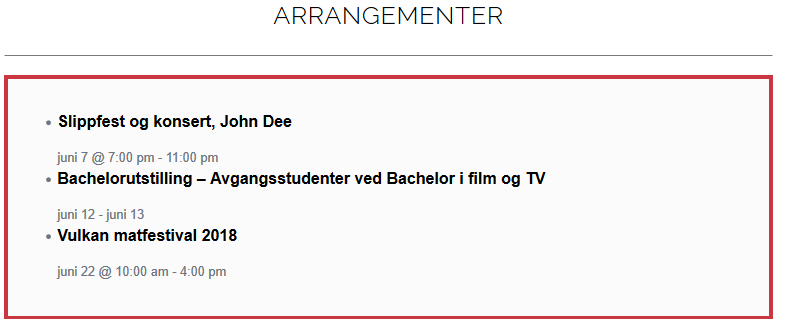 ARRANGEMENTER
• Slippfest og konsert, John Dee
juni 7 @ 7:00 pm - 11:00 pm
• Bachelorutstilling – Avgangsstudenter ved Bachelor i film og TV
juni 12 - juni 13
• Vulkan matfestival 2018
juni 22 @ 10:00 am - 4:00 pm